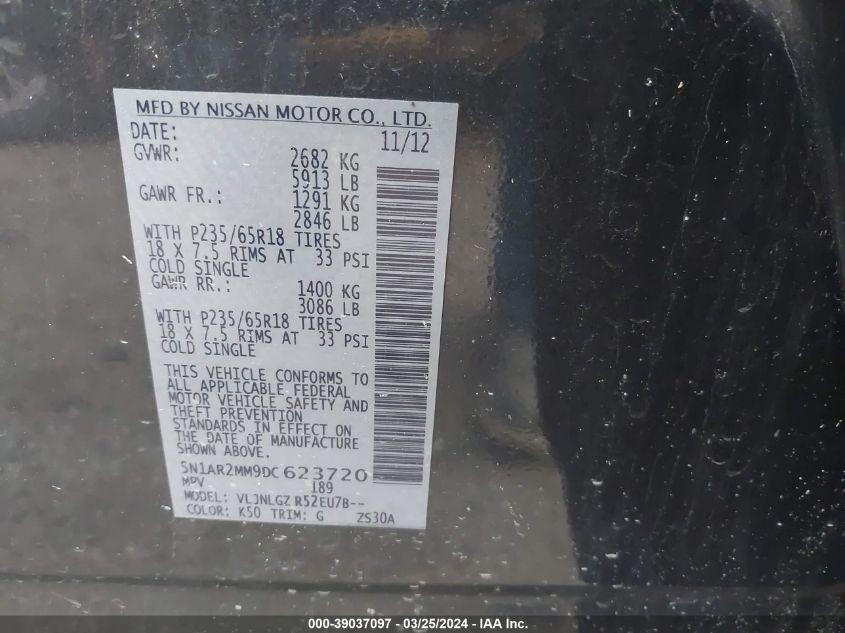 MFD BY NISSAN MOTOR CO., LTD.
DATE: 11/12
GVWR: 2682 KG
5913 LB
GAWR FR.: 1291 KG
2846 LB
WITH P235/65R18 TIRES
18 X 7.5 RIMS AT 33 PSI
COLD SINGLE
GAWR RR.: 1400 KG
3086 LB
WITH P235/65R18 TIRES
18 X 7.5 RIMS AT 33 PSI
COLD SINGLE
THIS VEHICLE CONFORMS TO
ALL APPLICABLE FEDERAL
MOTOR VEHICLE SAFETY AND
THEFT PREVENTION
STANDARDS IN EFFECT ON
THE DATE OF MANUFACTURE
SHOWN ABOVE.
5N1AR2MM9DC623720
MPV 189
MODEL: VLJNLGZ R52EU7B--
COLOR: K50 TRIM: G ZS30A
000-39037097 - 03/25/2024 - IAA Inc.